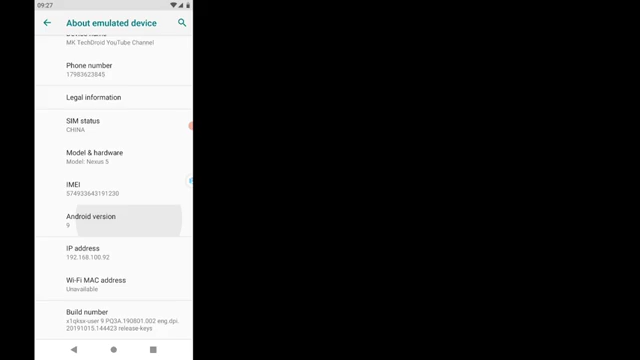 09:27
About emulated device
MK TechDroid YouTube Channel
Phone number
17983623845
Legal information
SIM status
CHINA
Model & hardware
Model: Nexus 5
IMEI
574933643191230
Android version
9
IP address
192.168.100.92
Wi-Fi MAC address
Unavailable
Build number
x1qksx-user 9 PQ3A.190801.002 eng.dpi.
20191015.144423 release-keys